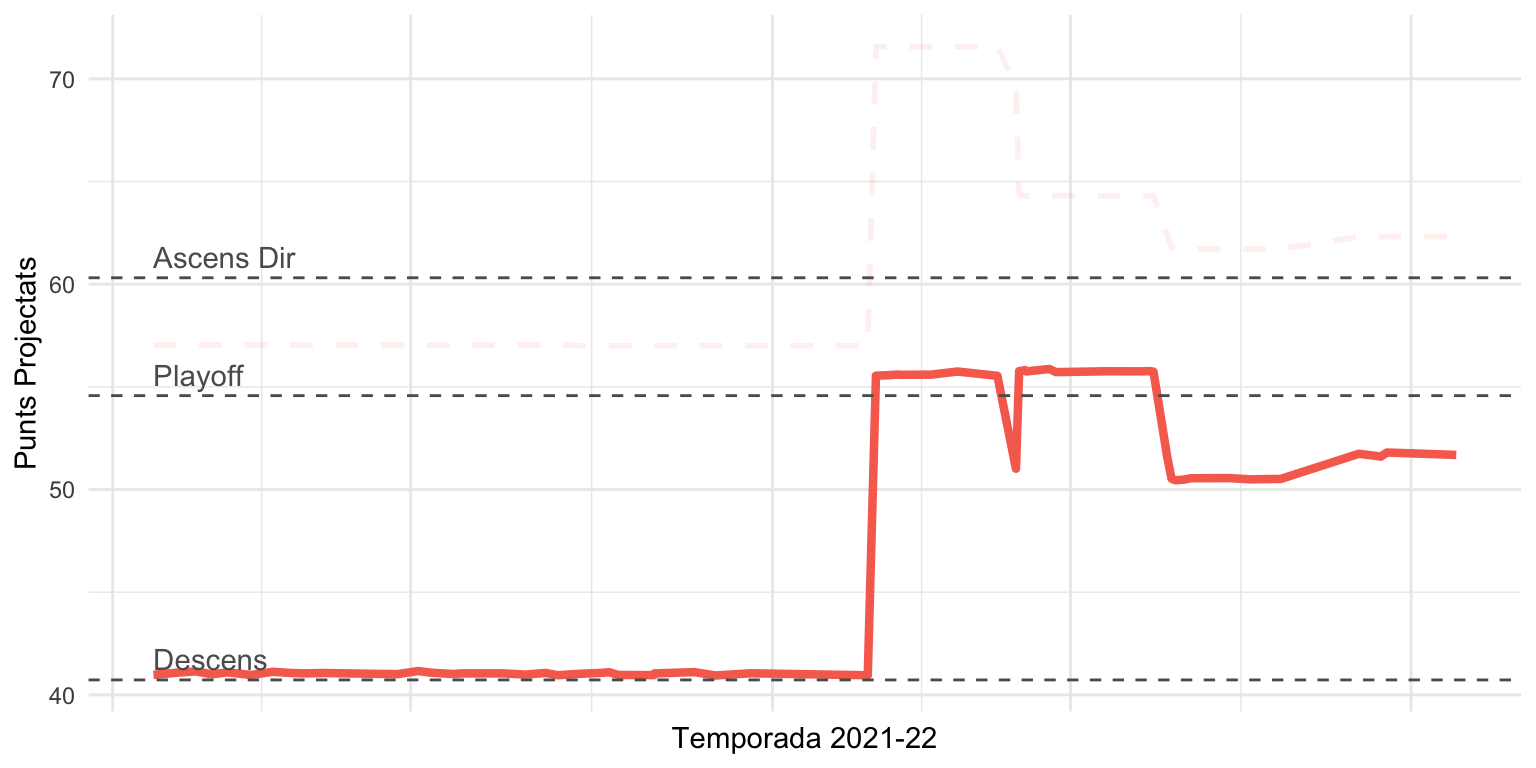 70
60
50
40
Punts Projectats
Ascens Dir
Playoff
Descens
Temporada 2021-22